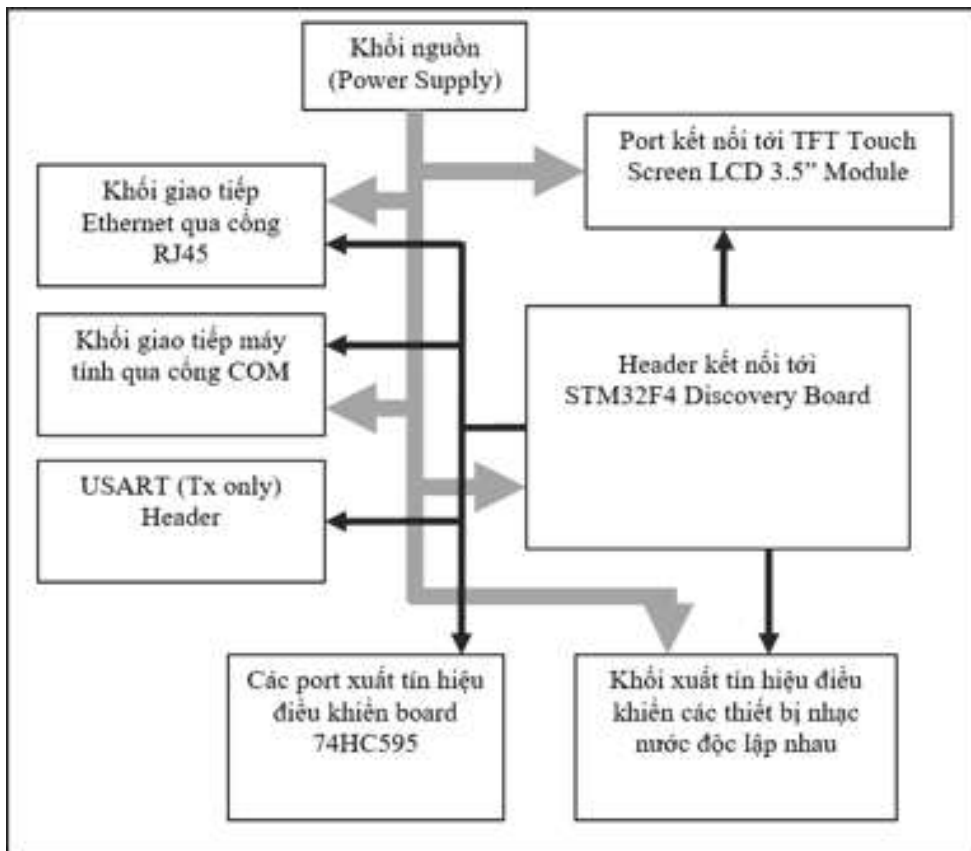 Khối nguồn
(Power Supply)
Port kết nối tới TFT Touch
Screen LCD 3.5” Module
Khối giao tiếp
Ethernet qua cổng
RJ45
Khối giao tiếp máy
tính qua cổng COM
Header kết nối tới
STM32F4 Discovery Board
USART (Tx only)
Header
Các port xuất tín hiệu
điều khiển board
74HC595
Khối xuất tín hiệu điều
khiển các thiết bị nhạc
nước độc lập nhau